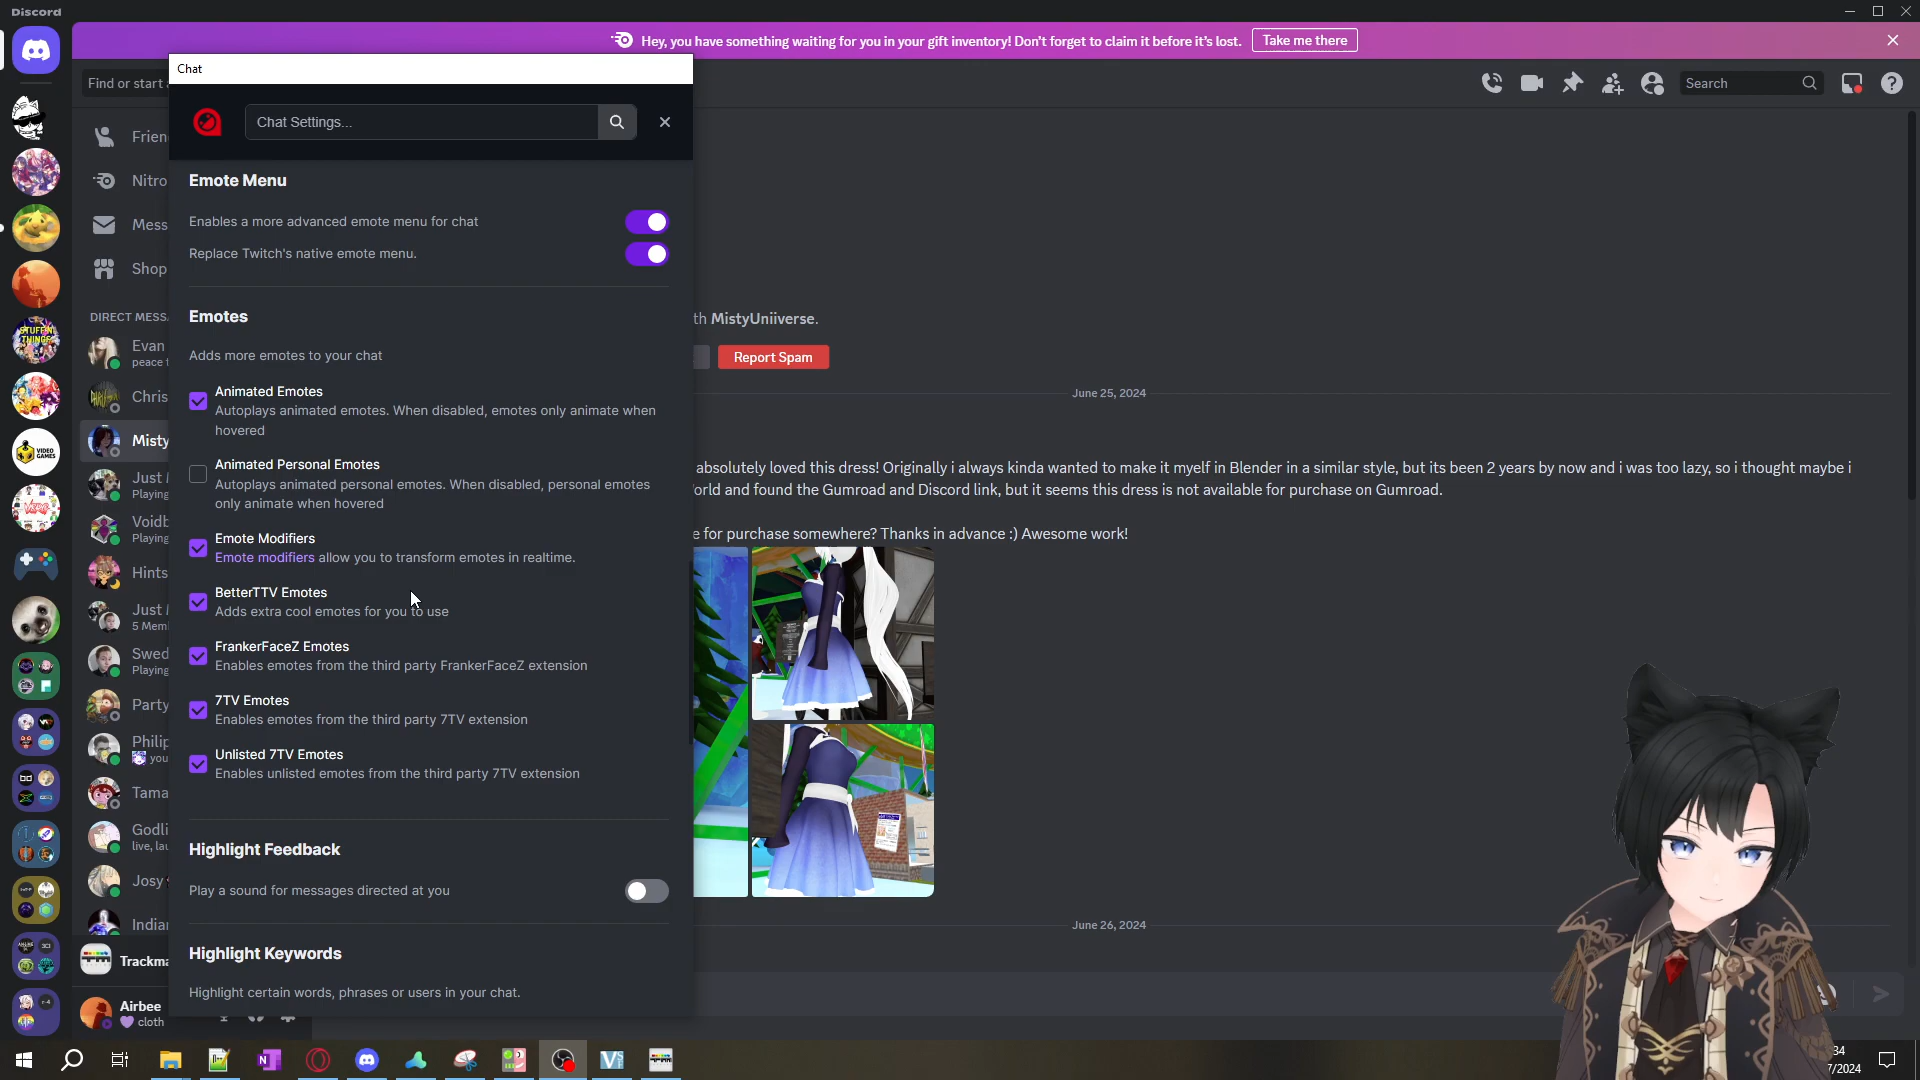 Discord
Hey, you have something waiting for you in your gift inventory! Don't forget to claim it before it's lost.
Take me there
Chat
Find or start
Search
Chat Settings...
Frien
Nitro
Mess
Shop
DIRECT MESS
Evan
peace
Chris
Misty
Just
Playing
Voidb
Playing
Hints
Just
5 Mem
Swed
Playing
Party
Philip
you
Tama
Godli
live, lau
Josy
India
Trackma
Airbee
cloth
Emote Menu
Enables a more advanced emote menu for chat
Replace Twitch's native emote menu.
Emotes
Adds more emotes to your chat
Animated Emotes
Autoplays animated emotes. When disabled, emotes only animate when
hovered
Animated Personal Emotes
Autoplays animated personal emotes. When disabled, personal emotes
only animate when hovered
Emote Modifiers
Emote modifiers allow you to transform emotes in realtime.
BetterTTV Emotes
Adds extra cool emotes for you to use
FrankerFaceZ Emotes
Enables emotes from the third party FrankerFaceZ extension
7TV Emotes
Enables emotes from the third party 7TV extension
Unlisted 7TV Emotes
Enables unlisted emotes from the third party 7TV extension
Highlight Feedback
Play a sound for messages directed at you
Highlight Keywords
Highlight certain words, phrases or users in your chat.
th MistyUniiverse.
Report Spam
June 25, 2024
absolutely loved this dress! Originally i always kinda wanted to make it myelf in Blender in a similar style, but its been 2 years by now and i was too lazy, so i thought maybe i
orld and found the Gumroad and Discord link, but it seems this dress is not available for purchase on Gumroad.
e for purchase somewhere? Thanks in advance :) Awesome work!
June 26, 2024
34
7/2024